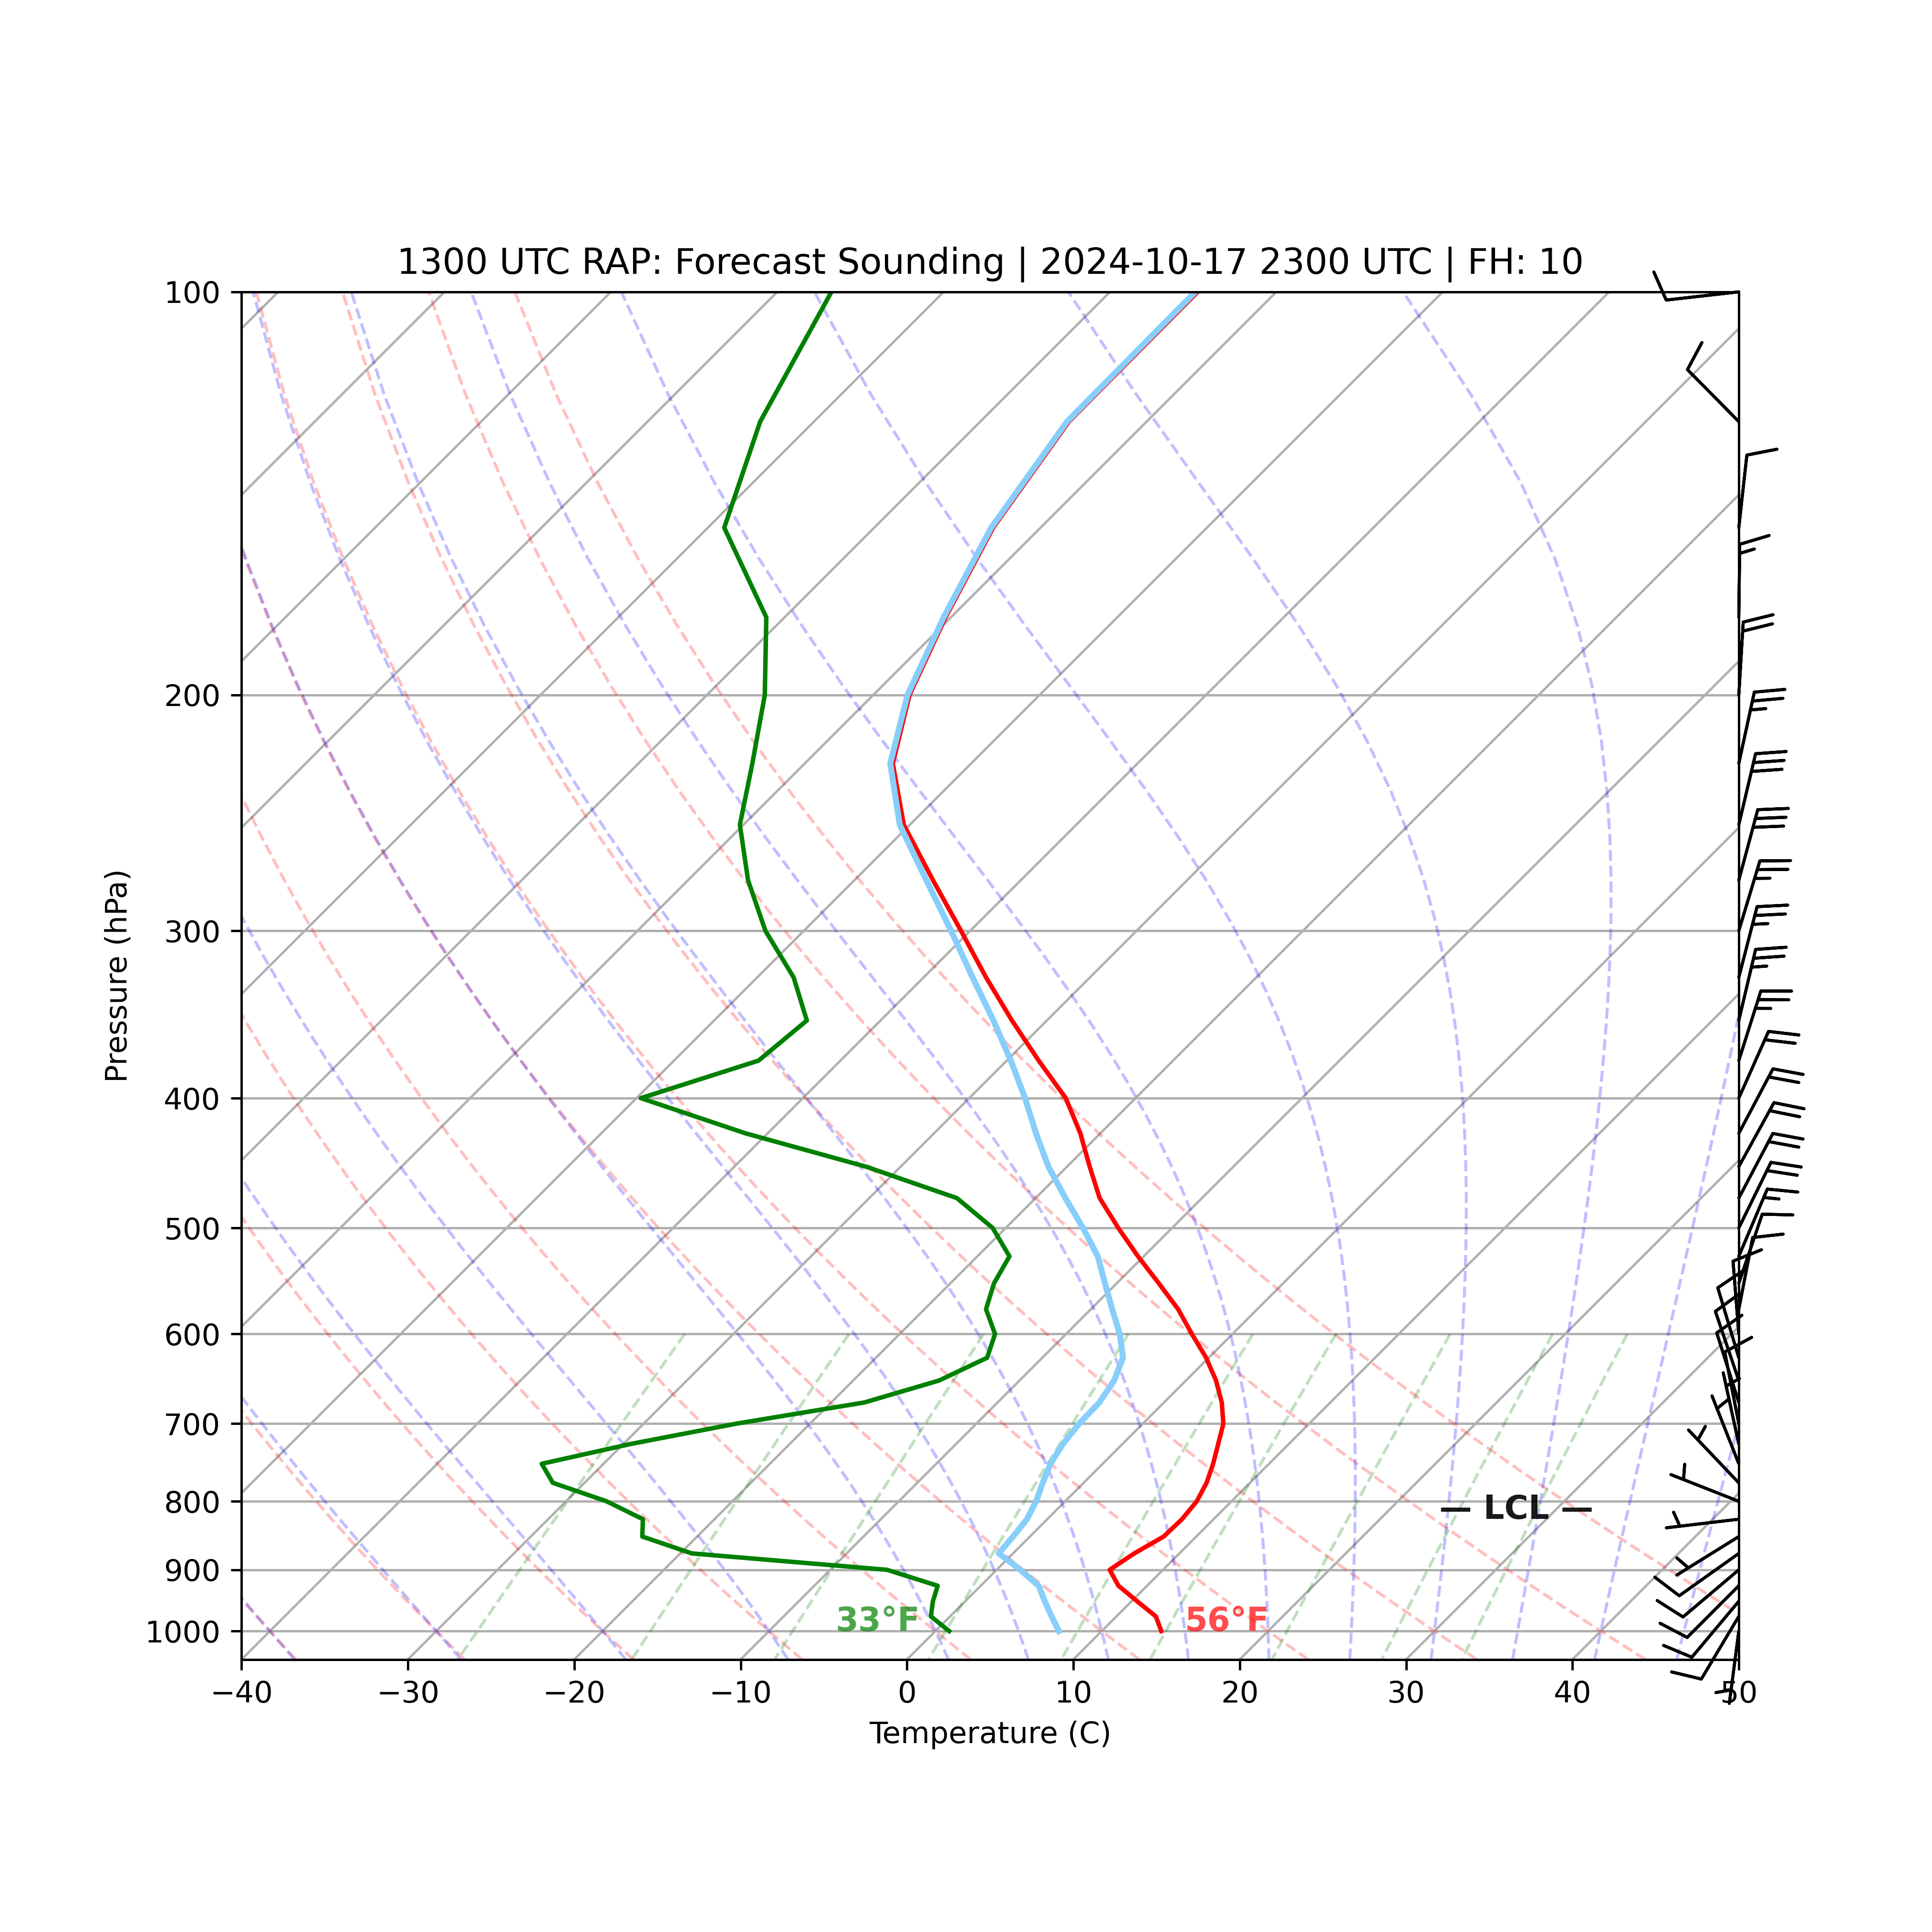 1300 UTC RAP: Forecast Sounding | 2024-10-17 2300 UTC | FH: 10
100
200
300
400
500
600
700
800
900
1000
Pressure (hPa)
— LCL —
33°F
56°F
−40 −30 −20 −10 0 10 20 30 40 50
Temperature (C)